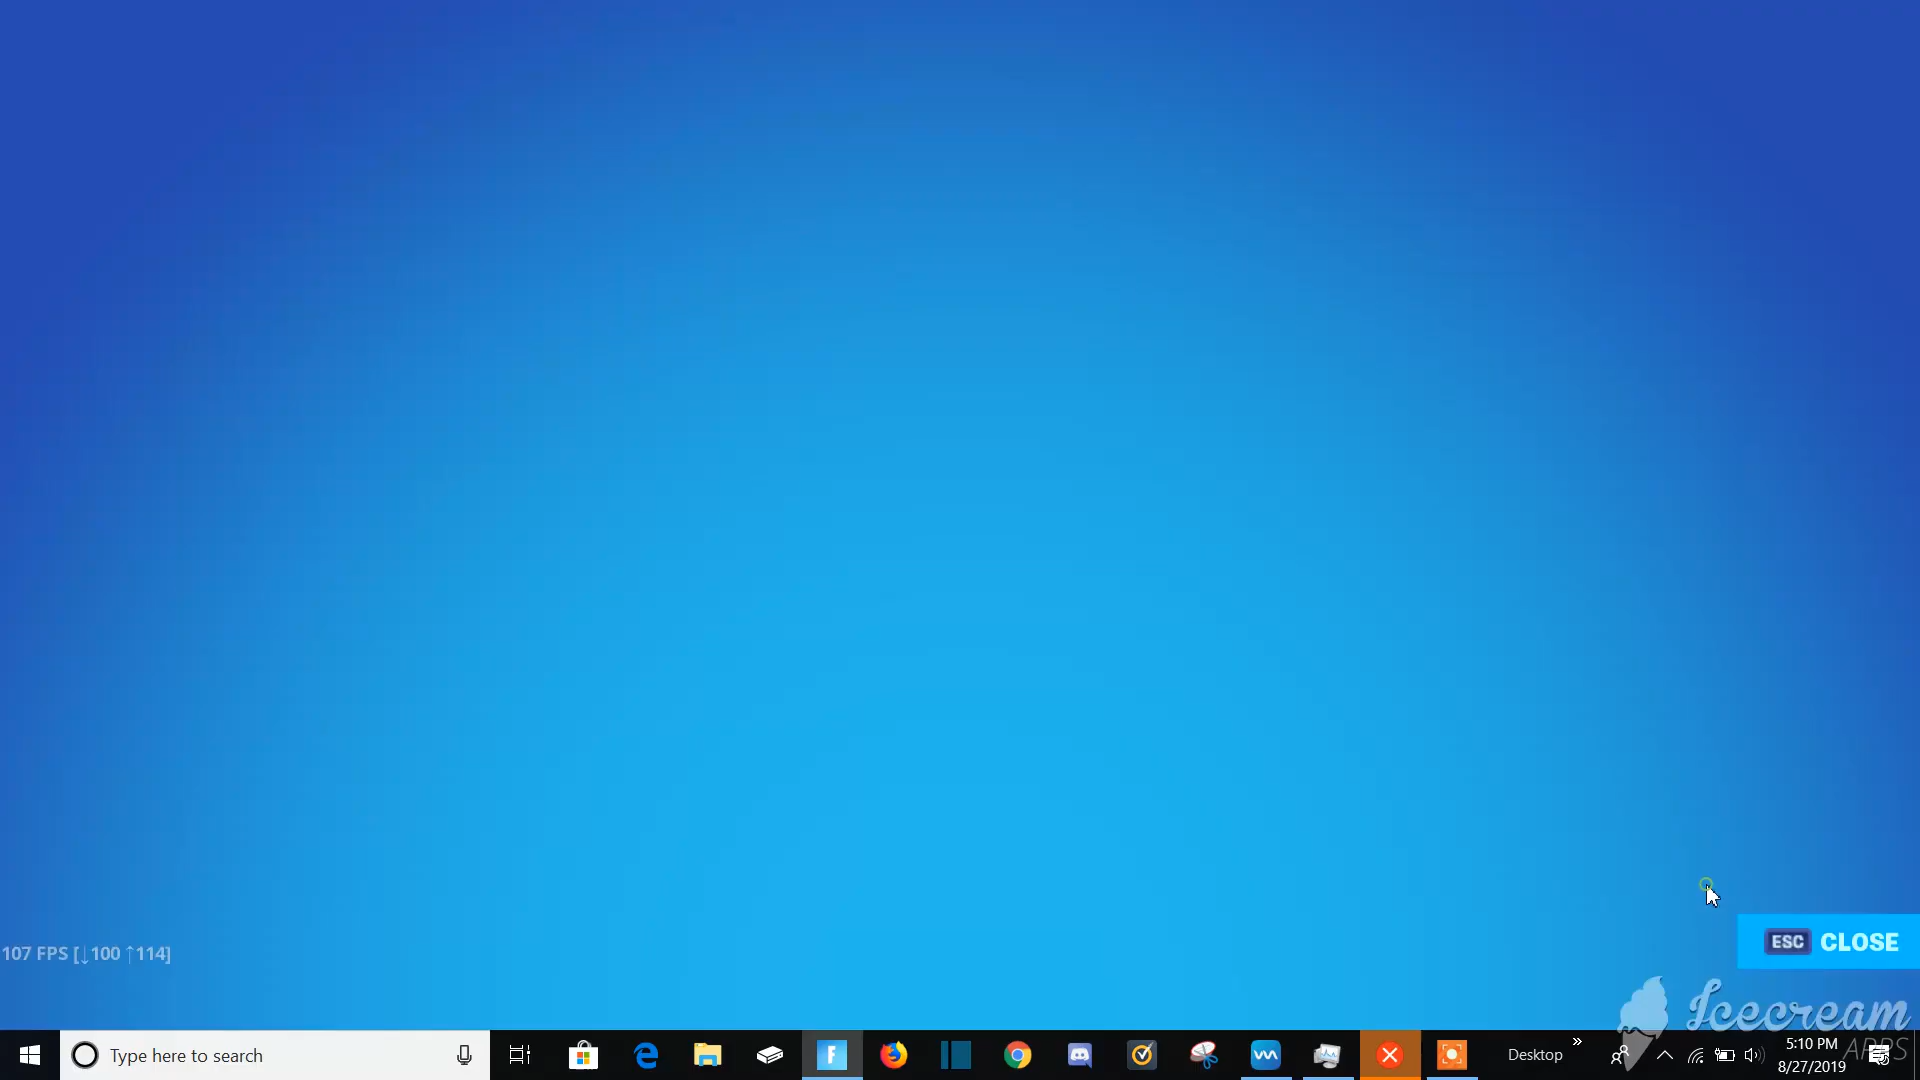 107 FPS [↓100 ↑114]
ESC CLOSE
Icecream
APPS
Type here to search
Desktop
5:10 PM
8/27/2019